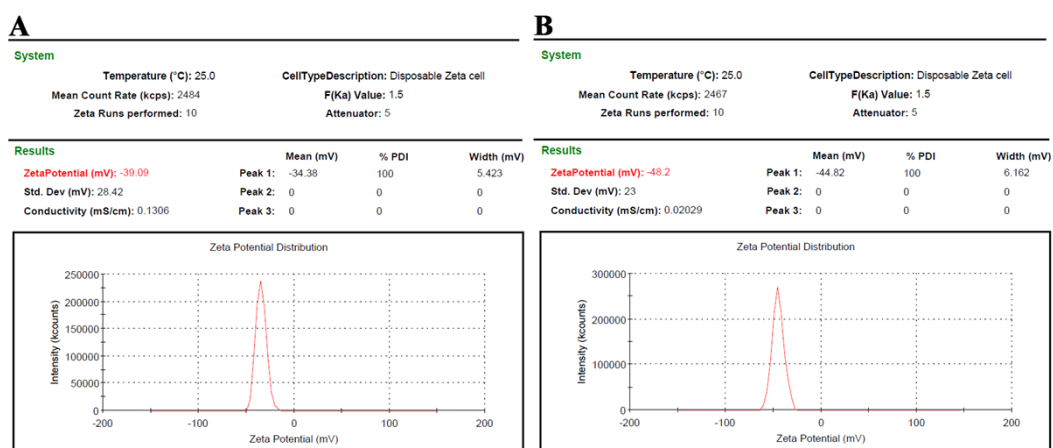 A
System
Temperature (°C): 25.0 CellTypeDescription: Disposable Zeta cell
Mean Count Rate (kcps): 2484 F(Ka) Value: 1.5
Zeta Runs performed: 10 Attenuator: 5
Results
Mean (mV) % PDI Width (mV)
ZetaPotential (mV): -39.09 Peak 1: -34.38 100 5.423
Std. Dev (mV): 28.42 Peak 2: 0 0 0
Conductivity (mS/cm): 0.1306 Peak 3: 0 0 0
Zeta Potential Distribution
Intensity (kcounts)
250000
200000
150000
100000
50000
0
-200 -100 0 100 200
Zeta Potential (mV)
B
System
Temperature (°C): 25.0 CellTypeDescription: Disposable Zeta cell
Mean Count Rate (kcps): 2467 F(Ka) Value: 1.5
Zeta Runs performed: 10 Attenuator: 5
Results
Mean (mV) % PDI Width (mV)
ZetaPotential (mV): -48.2 Peak 1: -44.82 100 6.162
Std. Dev (mV): 23 Peak 2: 0 0 0
Conductivity (mS/cm): 0.02029 Peak 3: 0 0 0
Zeta Potential Distribution
Intensity (kcounts)
300000
200000
100000
0
-200 -100 0 100 200
Zeta Potential (mV)